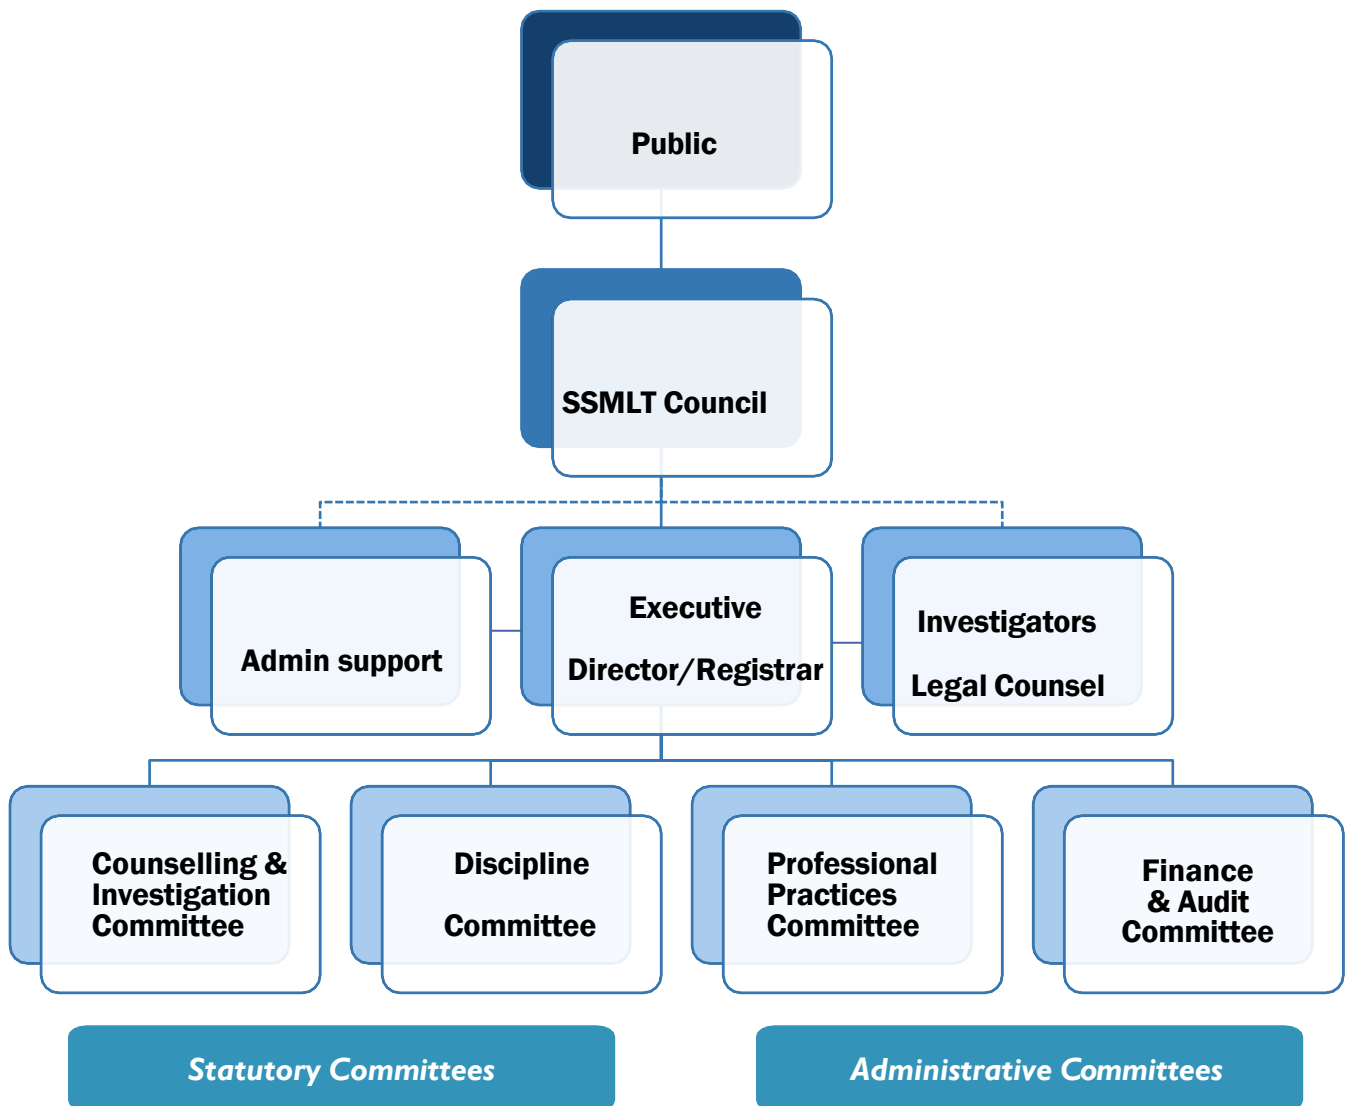 Public
SSMLT Council
Admin support
Executive
Director/Registrar
Investigators
Legal Counsel
Counselling &
Investigation
Committee
Discipline
Committee
Professional
Practices
Committee
Finance
& Audit
Committee
Statutory Committees
Administrative Committees